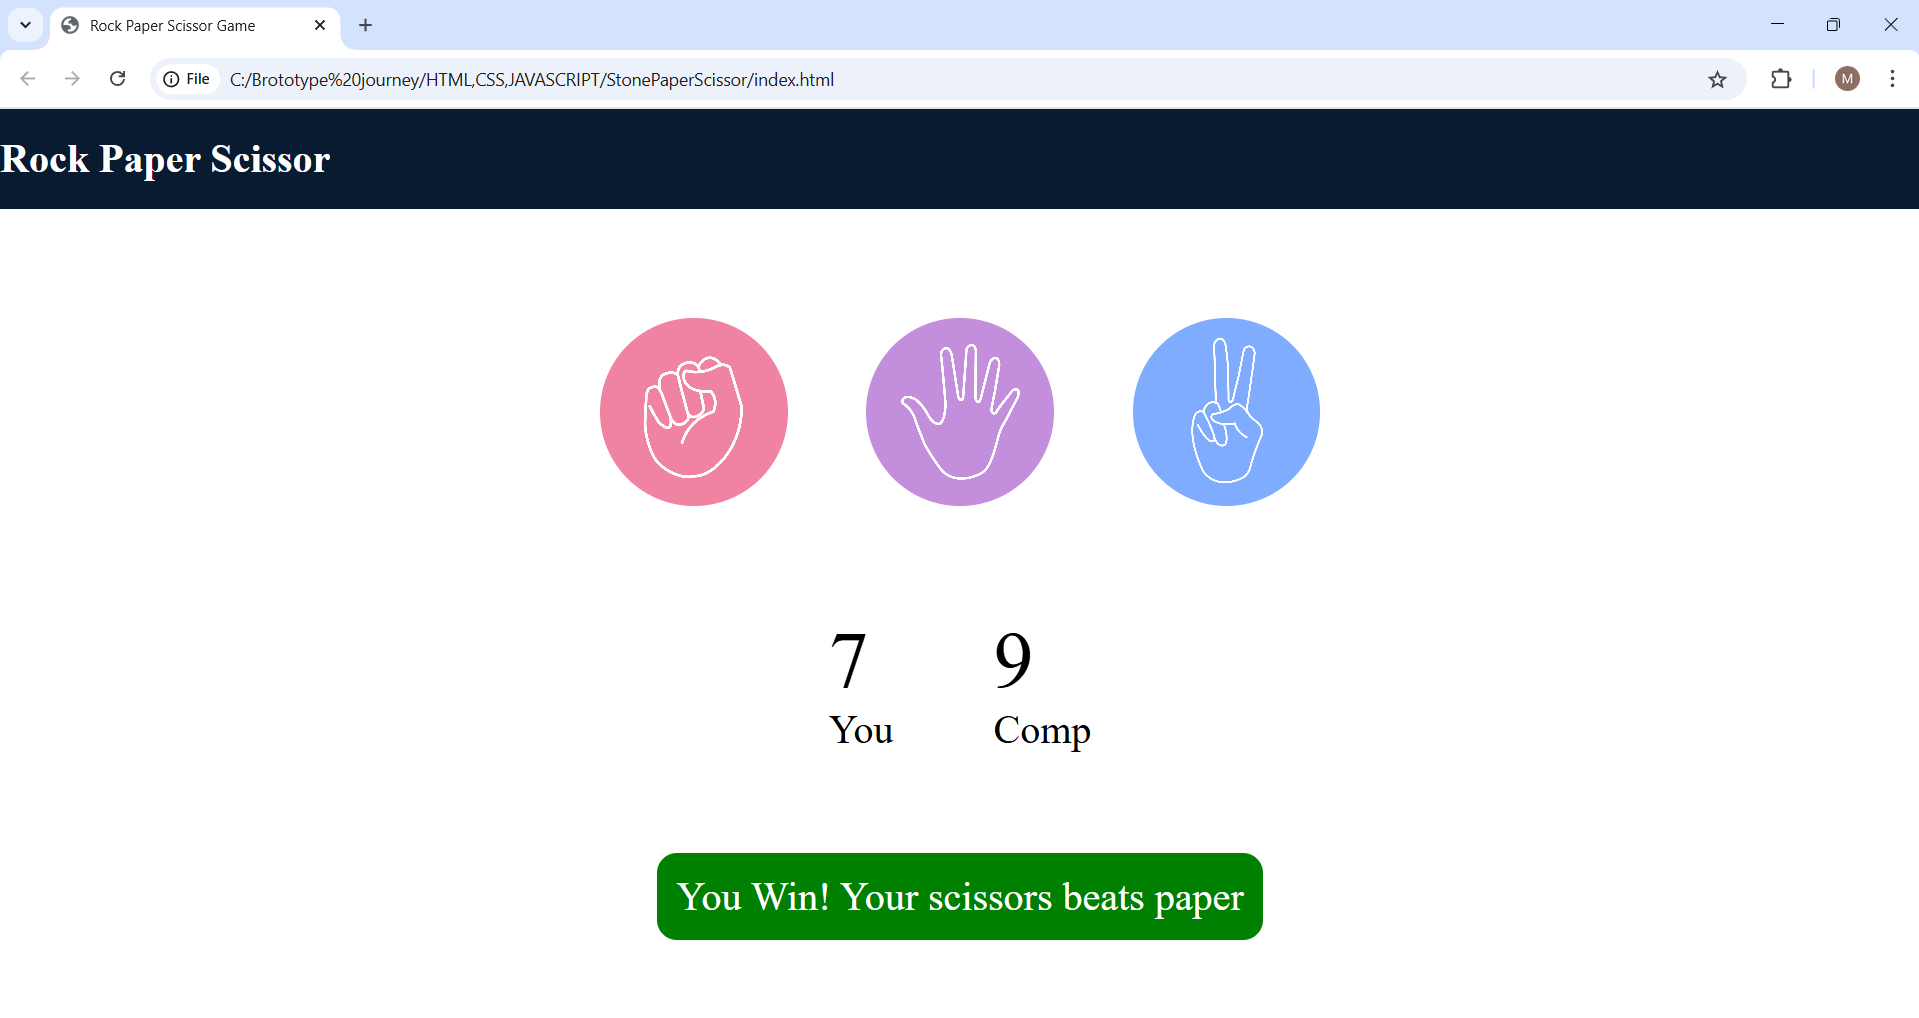 Rock Paper Scissor Game
File C:/Brototype%20journey/HTML,CSS,JAVASCRIPT/StonePaperScissor/index.html
M
Rock Paper Scissor
7 9
You Comp
You Win! Your scissors beats paper